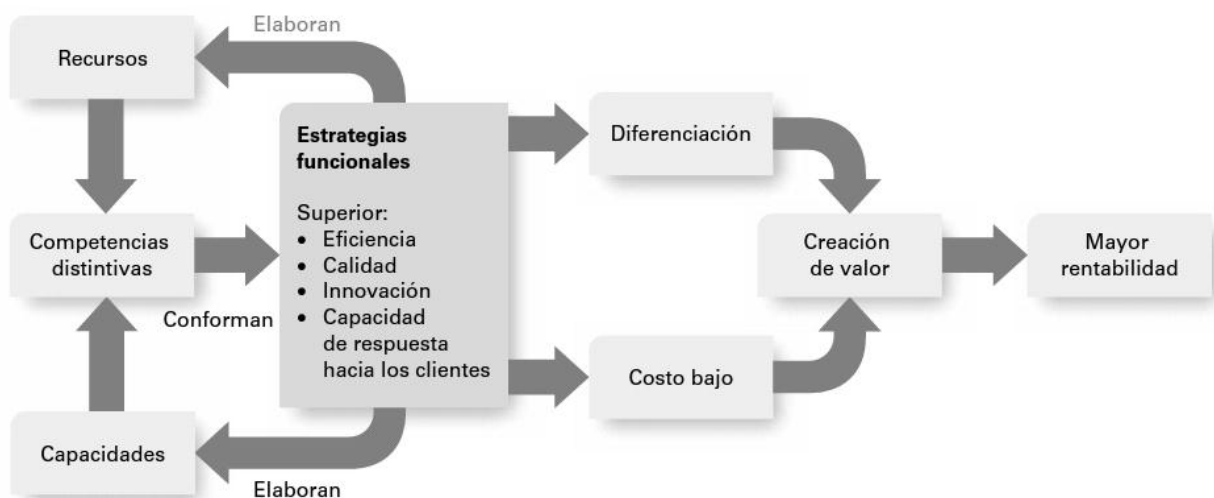 Elaboran
Recursos
Estrategias
funcionales
Superior:
• Eficiencia
• Calidad
• Innovación
• Capacidad
de respuesta
hacia los clientes
Diferenciación
Competencias
distintivas
Conforman
Creación
de valor
Mayor
rentabilidad
Costo bajo
Capacidades
Elaboran